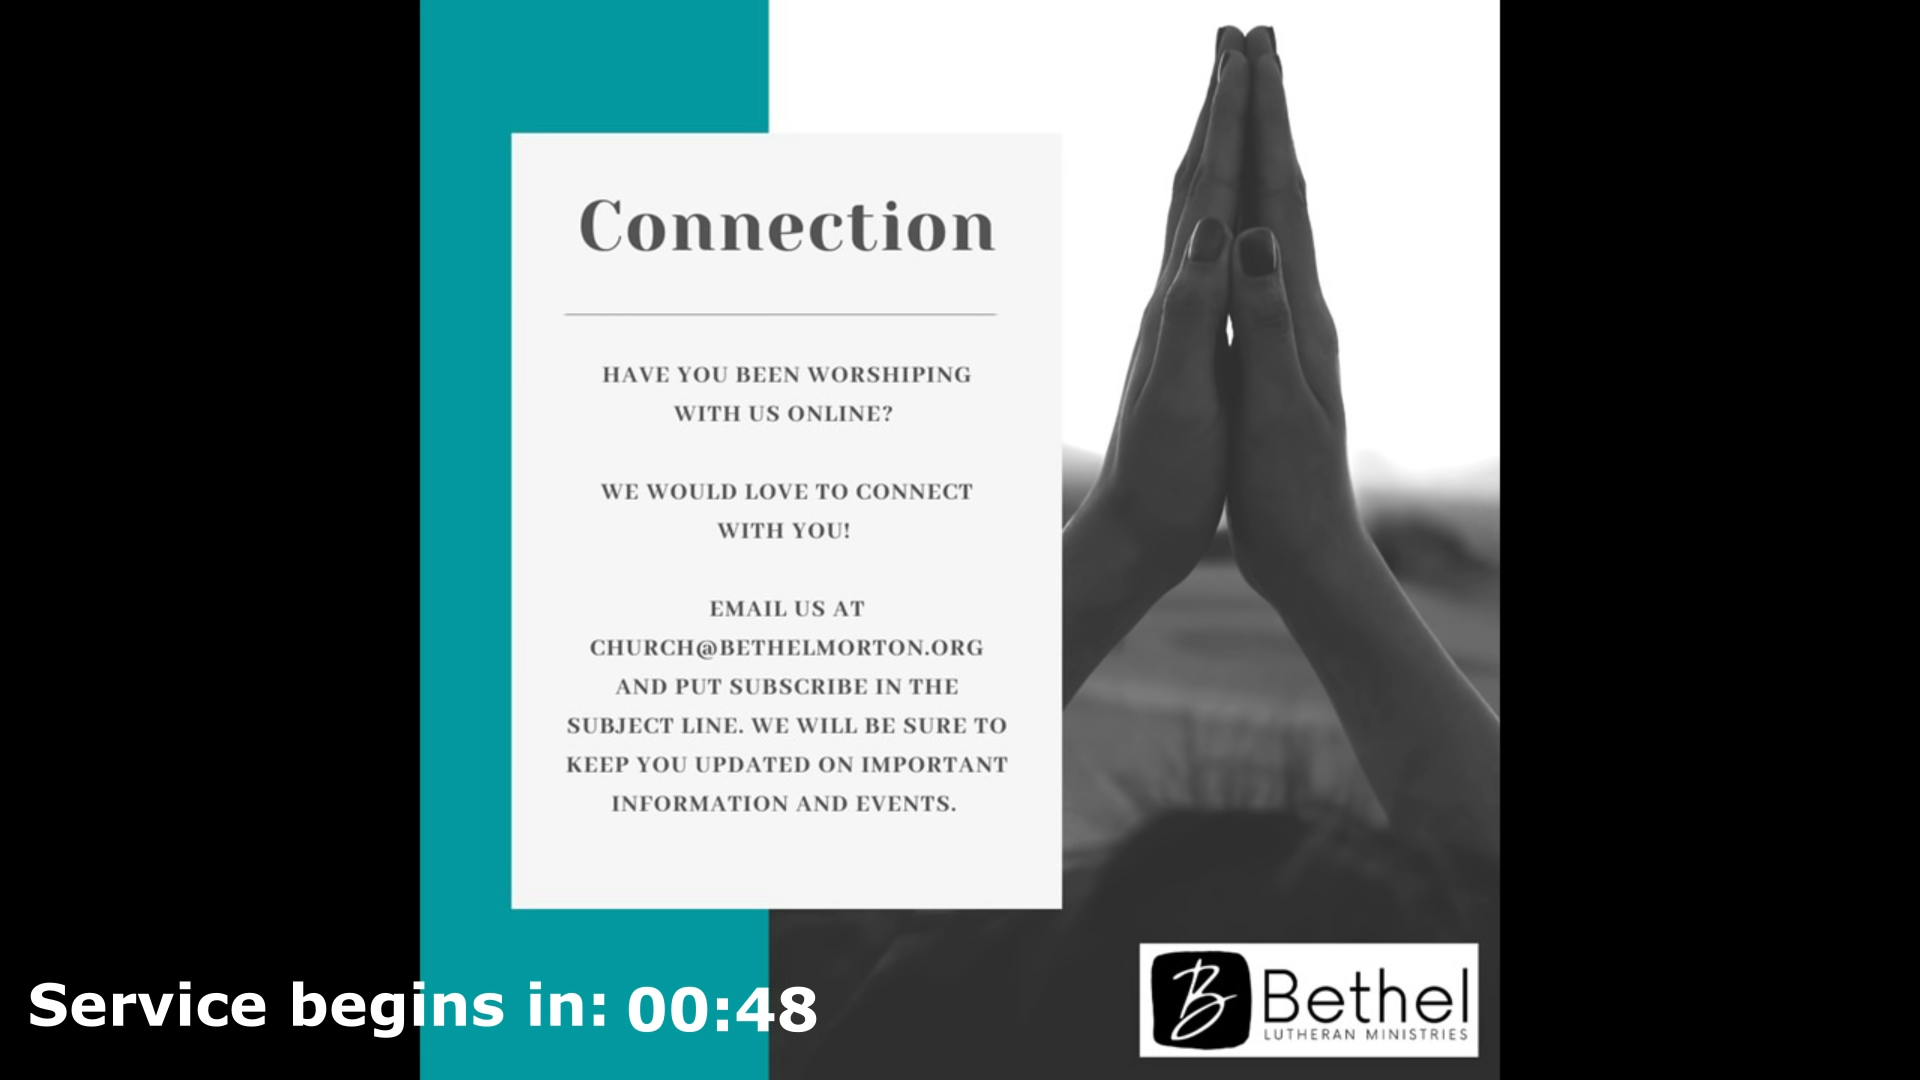 Connection
HAVE YOU BEEN WORSHIPING
WITH US ONLINE?
WE WOULD LOVE TO CONNECT
WITH YOU!
EMAIL US AT
CHURCH@BETHELMORTON.ORG
AND PUT SUBSCRIBE IN THE
SUBJECT LINE. WE WILL BE SURE TO
KEEP YOU UPDATED ON IMPORTANT
INFORMATION AND EVENTS.
Service begins in: 00:48
B Bethel
LUTHERAN MINISTRIES